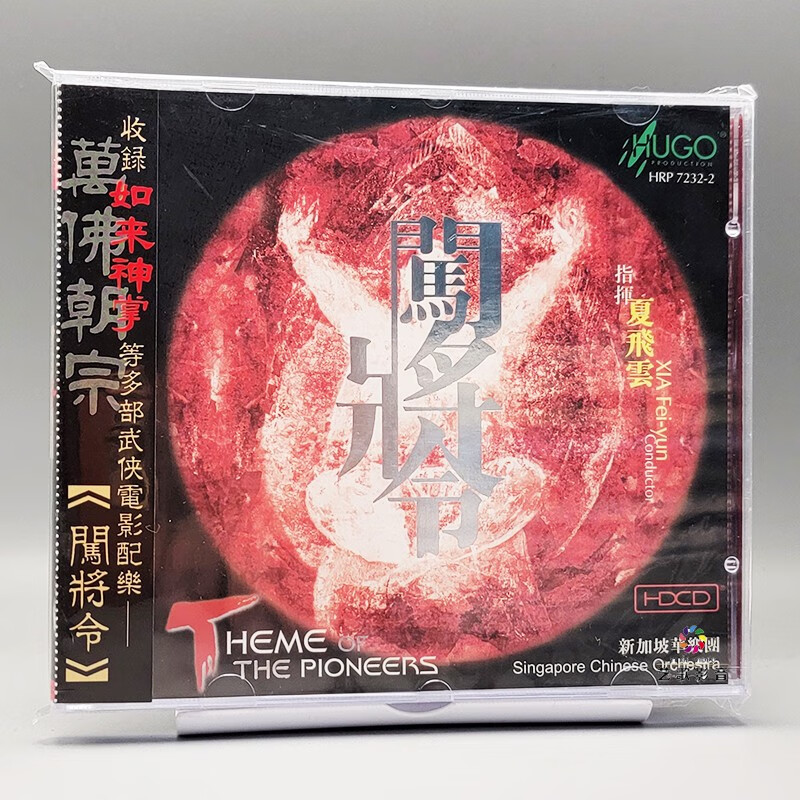 收錄如来神掌等多部武俠電影配樂——
《闖將令》
萬佛朝宗
HUGO
PRODUCTION
HRP 7232-2
闖將令
指揮
夏飛雲
XIA Fei-yun
Conductor
HDCD
THEME OF
THE PIONEERS
新加坡華樂團
Singapore Chinese Orchestra